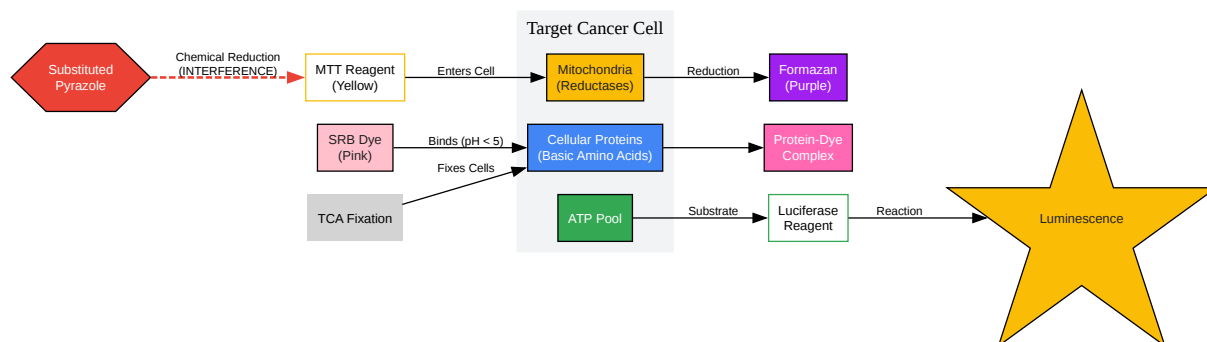 Target Cancer Cell
Substituted
Pyrazole
Chemical Reduction
(INTERFERENCE)
MTT Reagent
(Yellow)
Enters Cell
Mitochondria
(Reductases)
Reduction
Formazan
(Purple)
SRB Dye
(Pink)
Binds (pH < 5)
Cellular Proteins
(Basic Amino Acids)
Protein-Dye
Complex
Fixes Cells
TCA Fixation
ATP Pool
Substrate
Luciferase
Reagent
Reaction
Luminescence